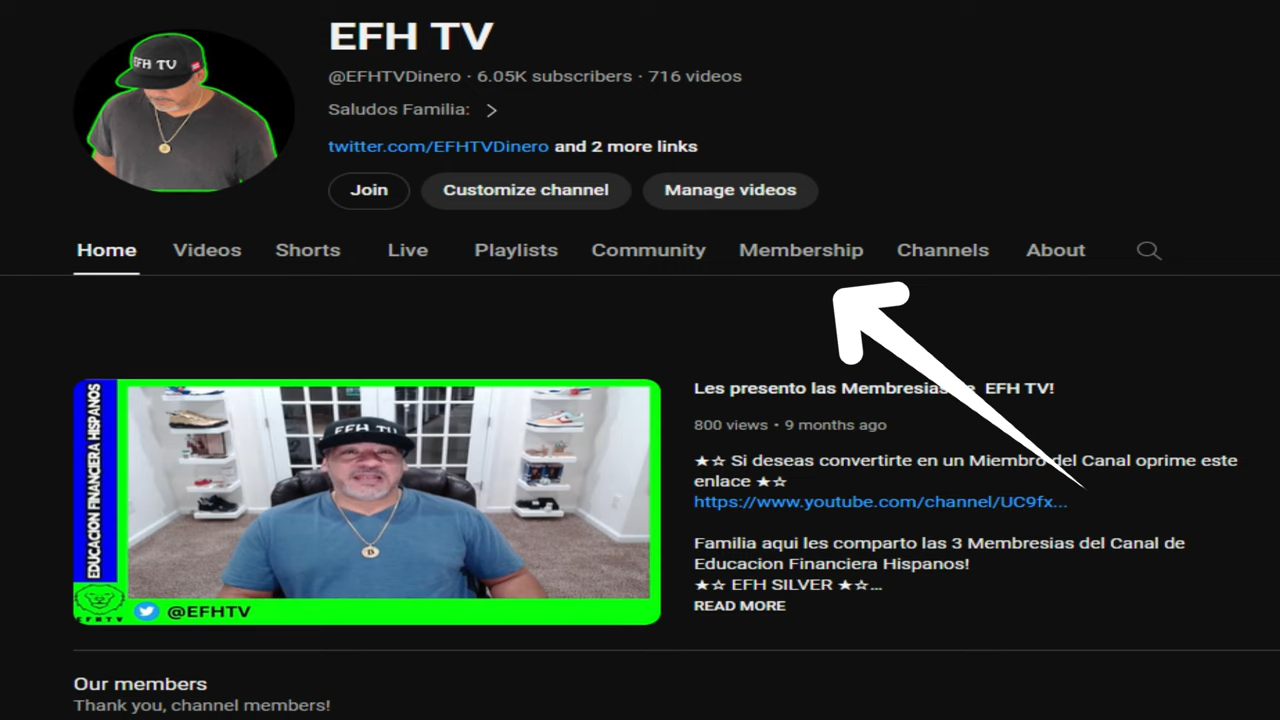 EFH TV
EFH TV
@EFHTVDinero · 6.05K subscribers · 716 videos
Saludos Familia:
twitter.com/EFHTVDinero and 2 more links
Join Customize channel Manage videos
Home Videos Shorts Live Playlists Community Membership Channels About
EDUCACION FINANCIERA HISPANOS
EFH TV
EFHTV
@EFHTV
Les presento las Membresias EFH TV!
800 views • 9 months ago
★☆ Si deseas convertirte en un Miembro del Canal oprime este
enlace ★☆
https://www.youtube.com/channel/UC9fx...
Familia aqui les comparto las 3 Membresias del Canal de
Educacion Financiera Hispanos!
★☆ EFH SILVER ★☆...
READ MORE
Our members
Thank you, channel members!